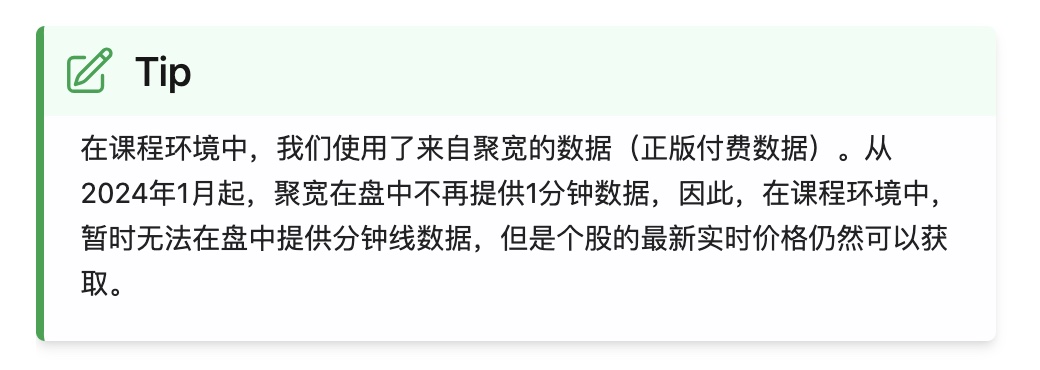 Tip
在课程环境中，我们使用了来自聚宽的数据（正版付费数据）。从
2024年1月起，聚宽在盘中不再提供1分钟数据，因此，在课程环境中，
暂时无法在盘中提供分钟线数据，但是个股的最新实时价格仍然可以获
取。